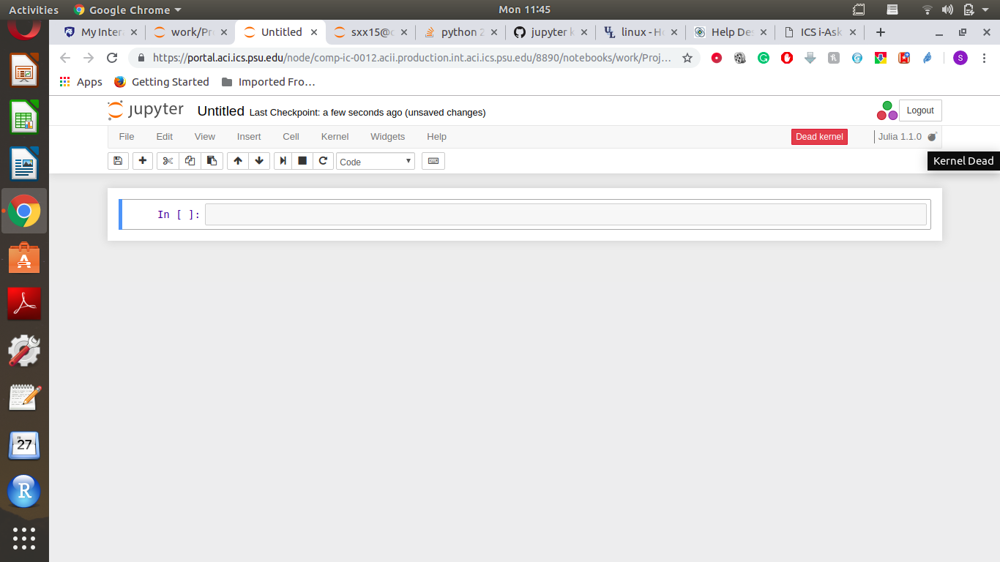 Activities Google Chrome Mon 11:45
My Inter work/Pro Untitled sxx15@c python 2 jupyter k linux - Ho Help Des ICS i-Ask
https://portal.aci.ics.psu.edu/node/comp-ic-0012.acii.production.int.aci.ics.psu.edu/8890/notebooks/work/Proj... S
Apps Getting Started Imported Fro...
jupyter Untitled Last Checkpoint: a few seconds ago (unsaved changes) Logout
File Edit View Insert Cell Kernel Widgets Help Dead kernel Julia 1.1.0
Code Kernel Dead
In [ ]:
27
R